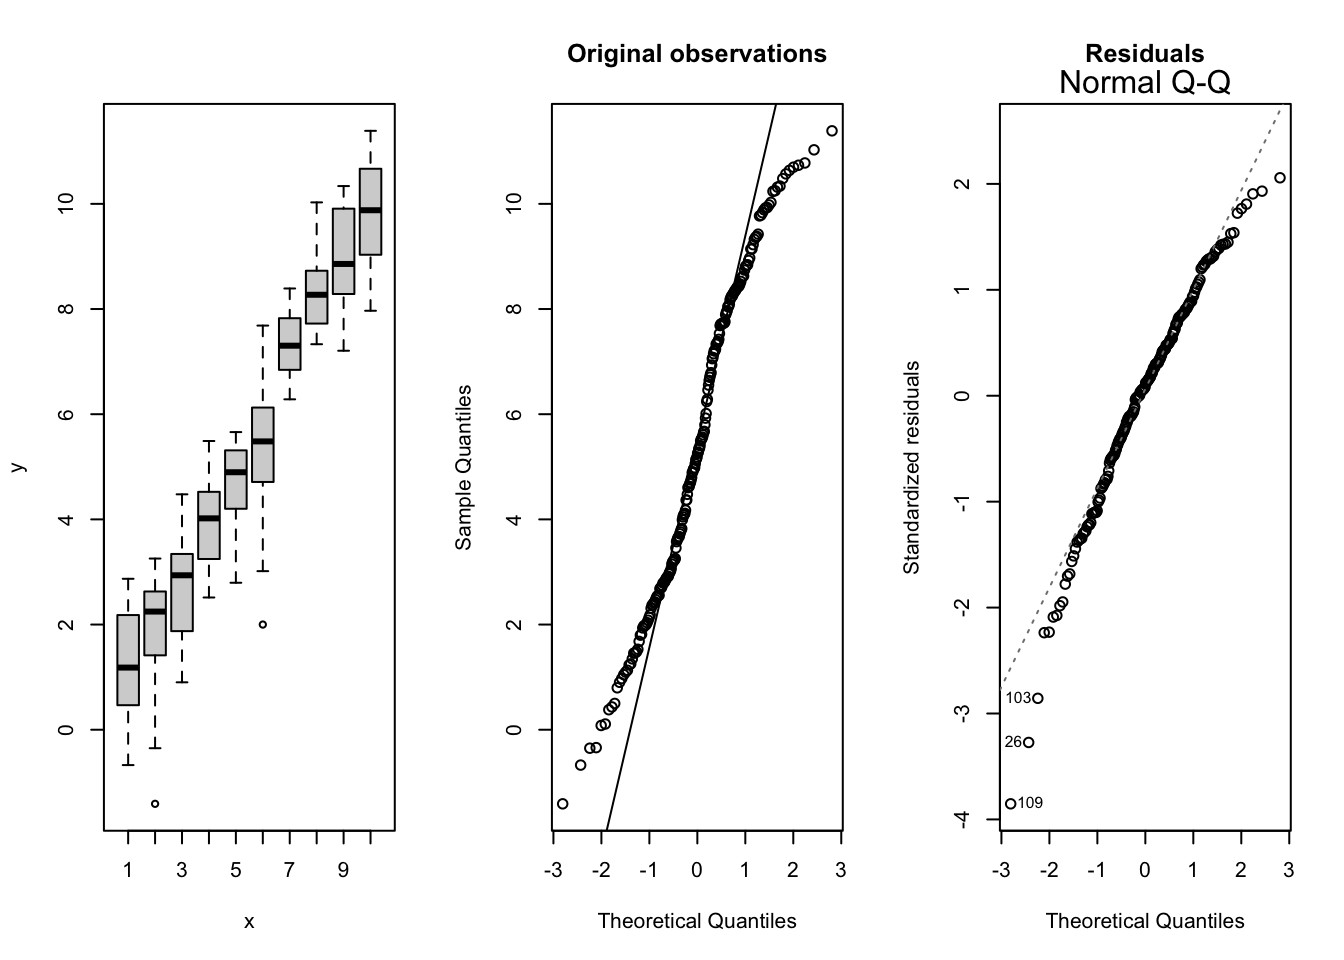 y
10
8
6
4
2
0
1 3 5 7 9
x
Original observations
Sample Quantiles
10
8
6
4
2
0
-3 -2 -1 0 1 2 3
Theoretical Quantiles
Residuals
Normal Q-Q
Standardized residuals
2
1
0
-1
-2
-3
-4
103
26
109
-3 -2 -1 0 1 2 3
Theoretical Quantiles